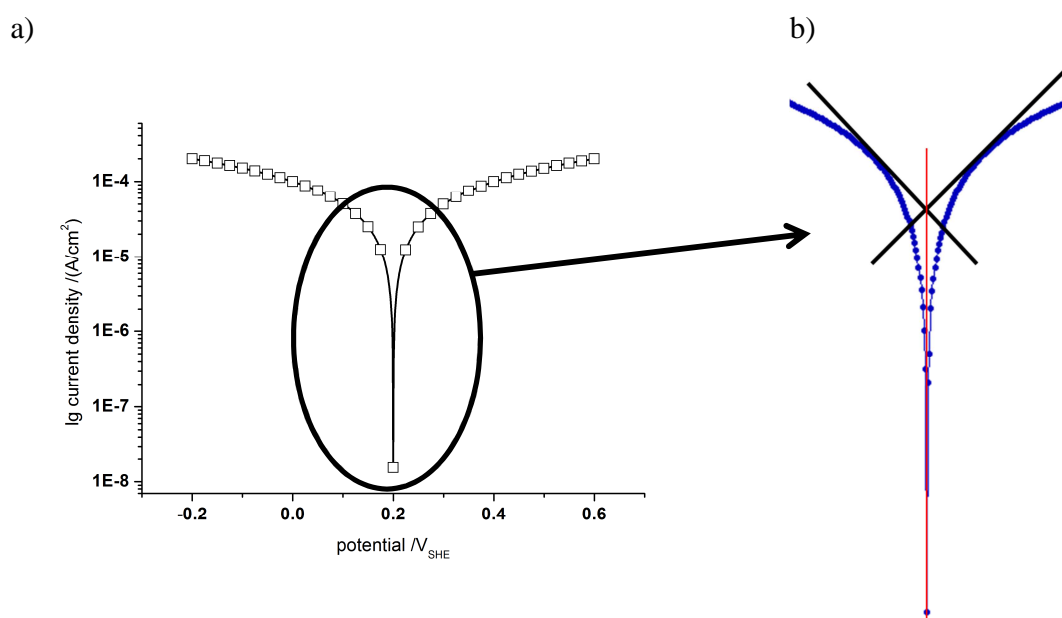 a)
b)
lg current density /(A/cm²)
1E-4
1E-5
1E-6
1E-7
1E-8
-0.2 0.0 0.2 0.4 0.6
potential /V_SHE